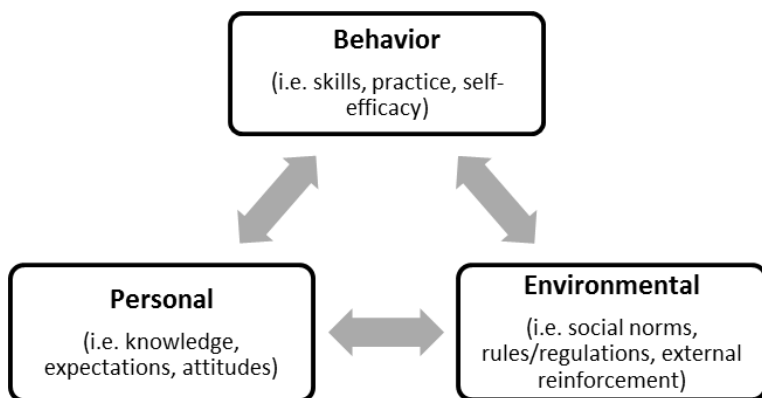 Behavior
(i.e. skills, practice, self-
efficacy)
Personal
(i.e. knowledge,
expectations, attitudes)
Environmental
(i.e. social norms,
rules/regulations, external
reinforcement)